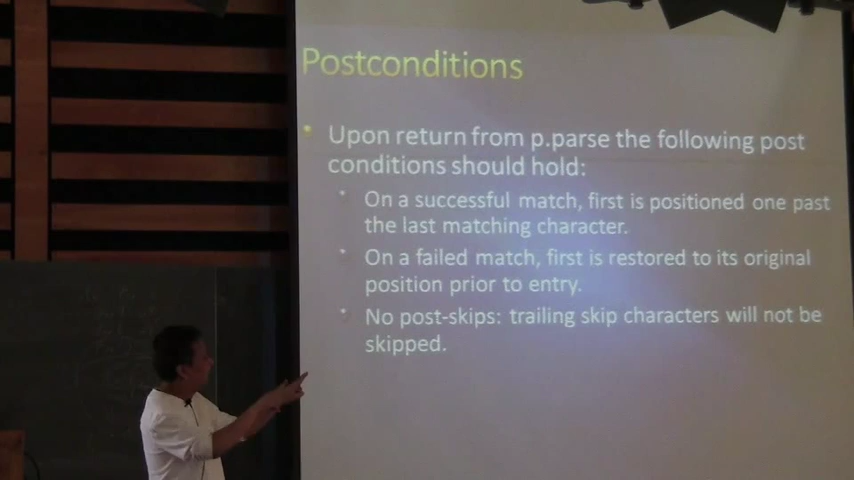 Postconditions
Upon return from p.parse the following post
conditions should hold:
On a successful match, first is positioned one past
the last matching character.
On a failed match, first is restored to its original
position prior to entry.
No post-skips: trailing skip characters will not be
skipped.